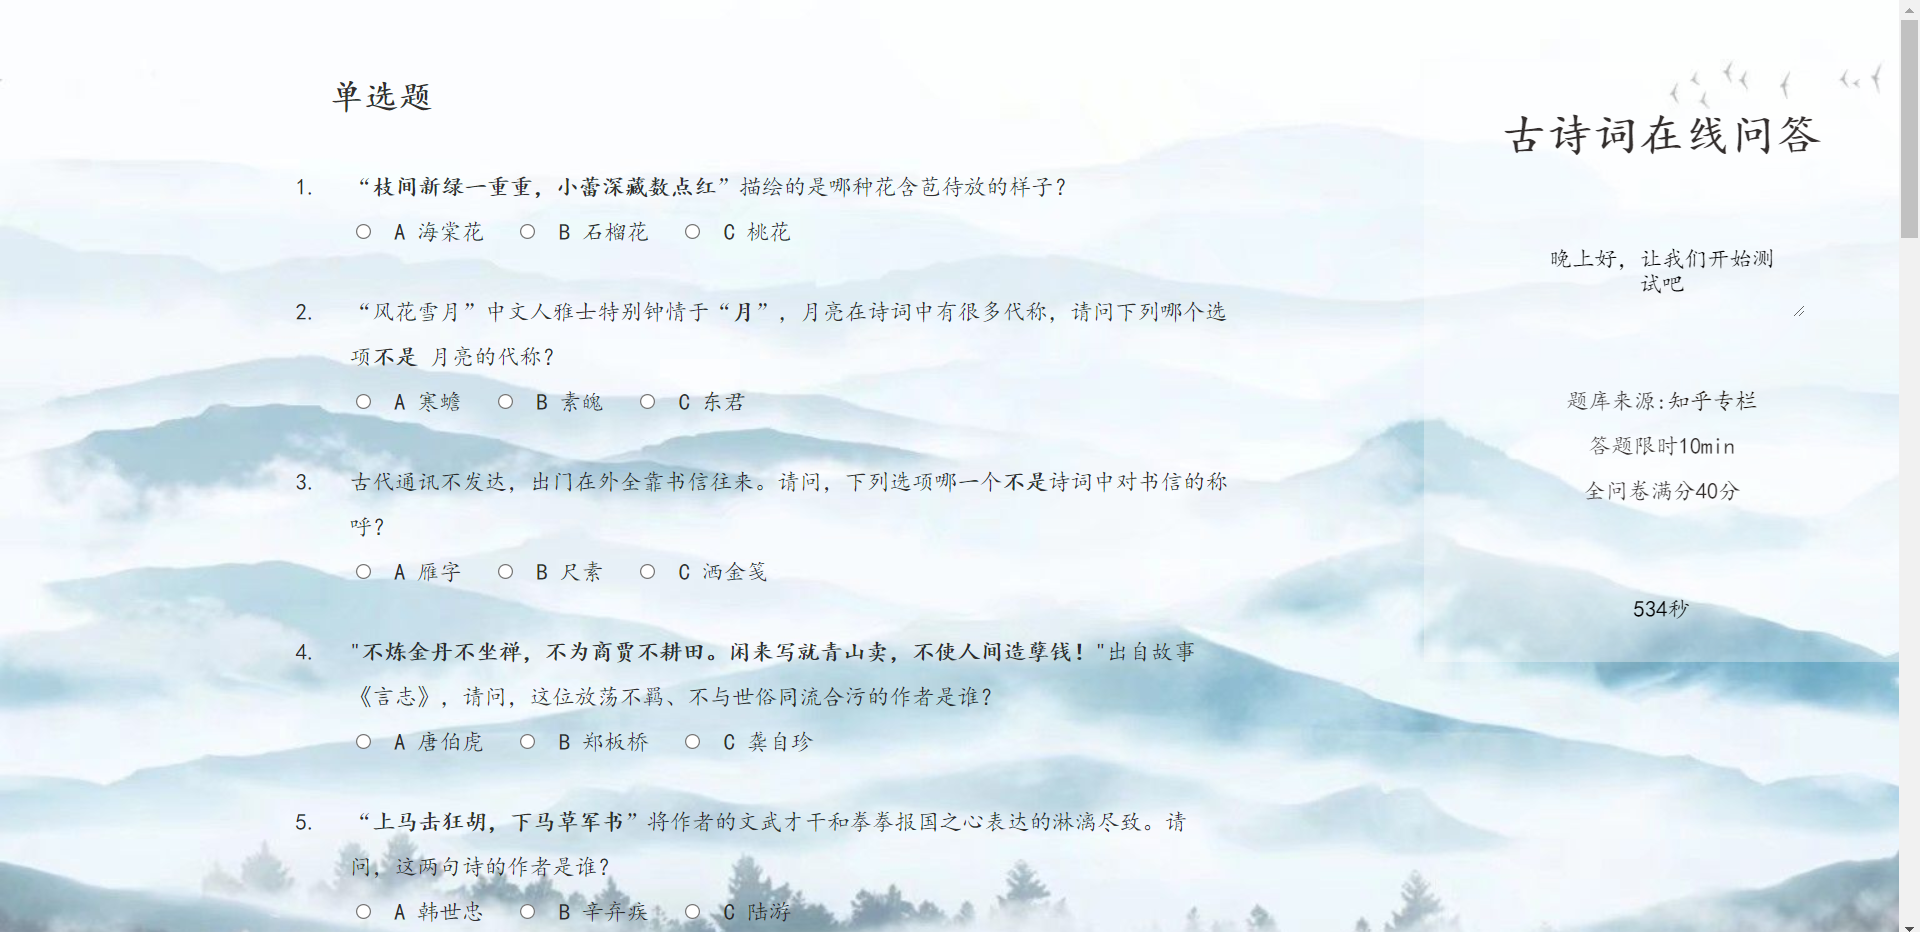 单选题
1. “枝间新绿一重重，小蕾深藏数点红”描绘的是哪种花含芭待放的样子？
A 海棠花 B 石榴花 C 桃花
2. “风花雪月”中文人雅士特别钟情于“月”，月亮在诗词中有很多代称，请问下列哪个选
项不是 月亮的代称？
A 寒蟾 B 素魄 C 东君
3. 古代通讯不发达，出门在外全靠书信往来。请问，下列选项哪一个不是诗词中对书信的称
呼？
A 雁字 B 尺素 C 洒金笺
4. "不炼金丹不坐禅，不为商贾不耕田。闲来写就青山卖，不使人间造孽钱！"出自故事
《言志》，请问，这位放荡不羁、不与世俗同流合污的作者是谁？
A 唐伯虎 B 郑板桥 C 龚自珍
5. “上马击狂胡，下马草军书”将作者的文武才干和拳拳报国之心表达的淋漓尽致。请
问，这两句诗的作者是谁？
A 韩世忠 B 辛弃疾 C 陆游
古诗词在线问答
晚上好，让我们开始测
试吧
题库来源:知乎专栏
答题限时10min
全问卷满分40分
534秒